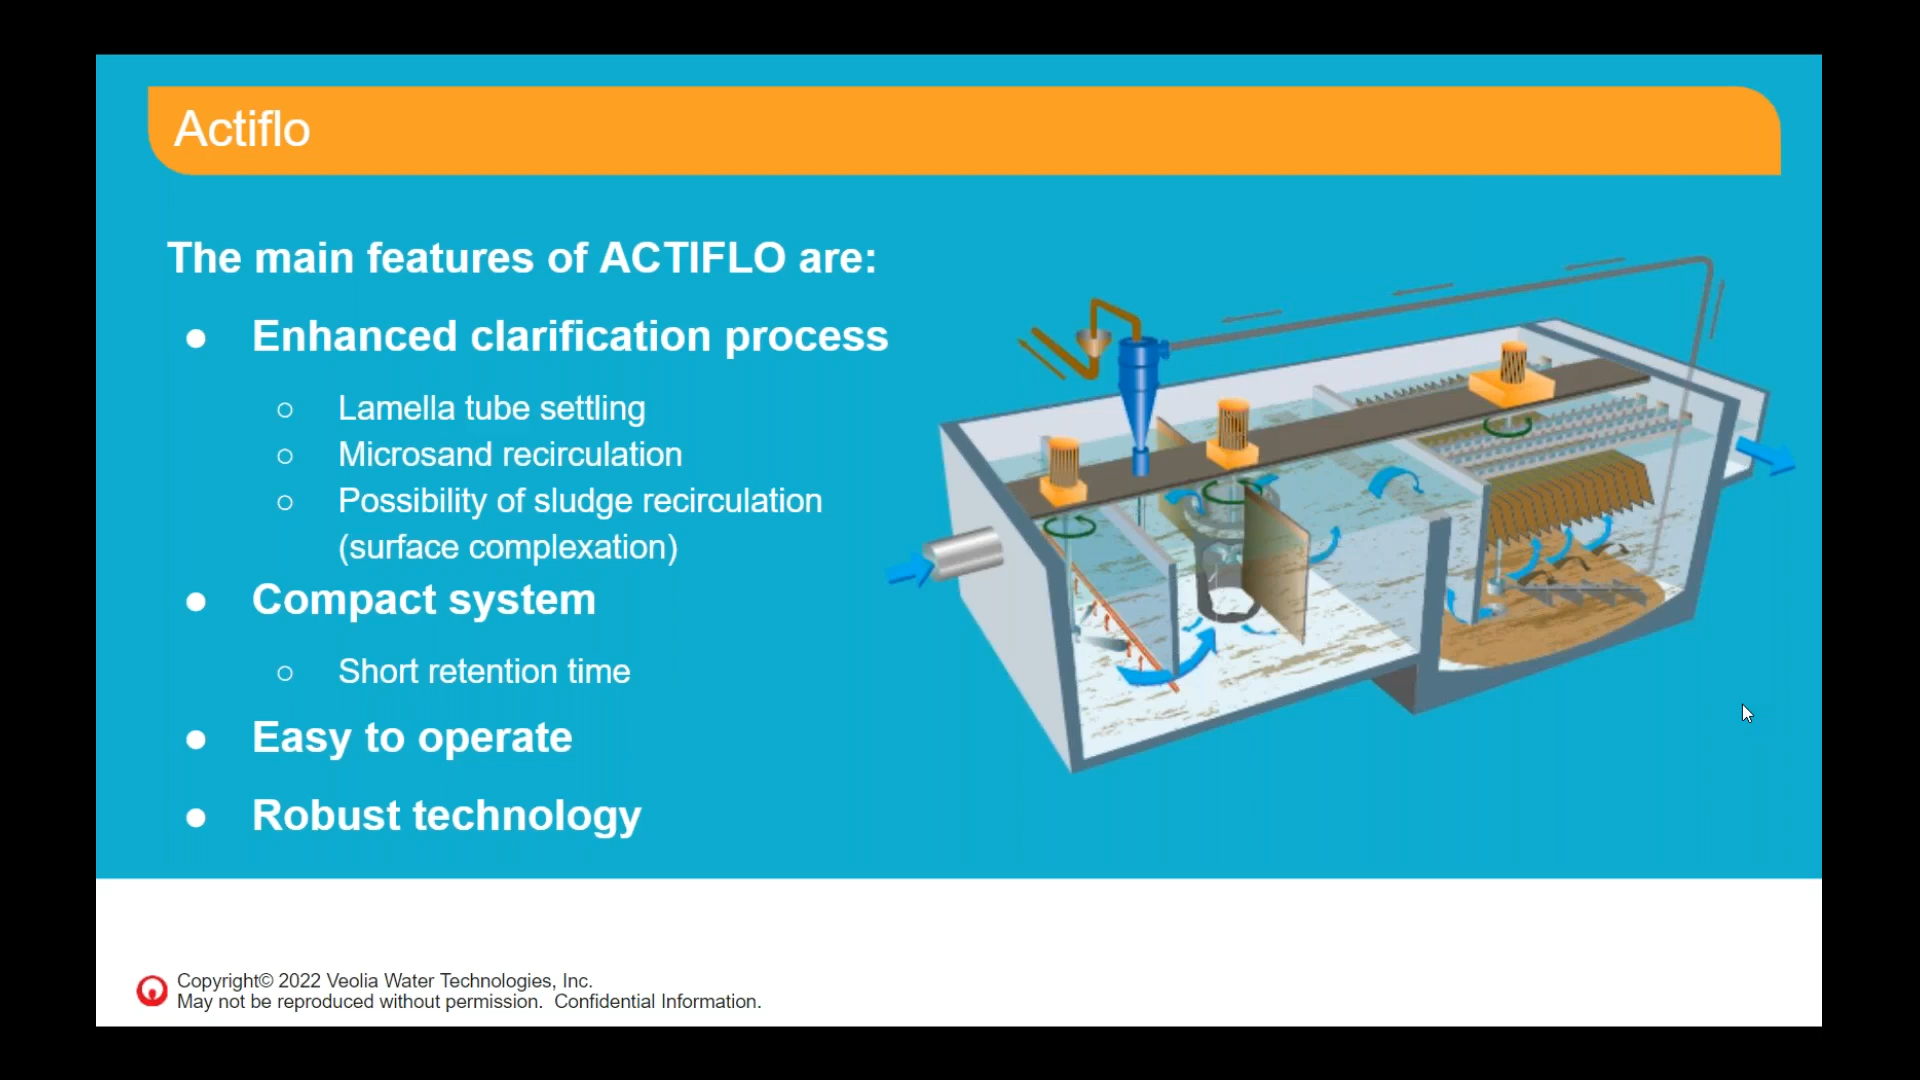 Actiflo
The main features of ACTIFLO are:
● Enhanced clarification process
○ Lamella tube settling
○ Microsand recirculation
○ Possibility of sludge recirculation
(surface complexation)
● Compact system
○ Short retention time
● Easy to operate
● Robust technology
Copyright© 2022 Veolia Water Technologies, Inc.
May not be reproduced without permission.  Confidential Information.